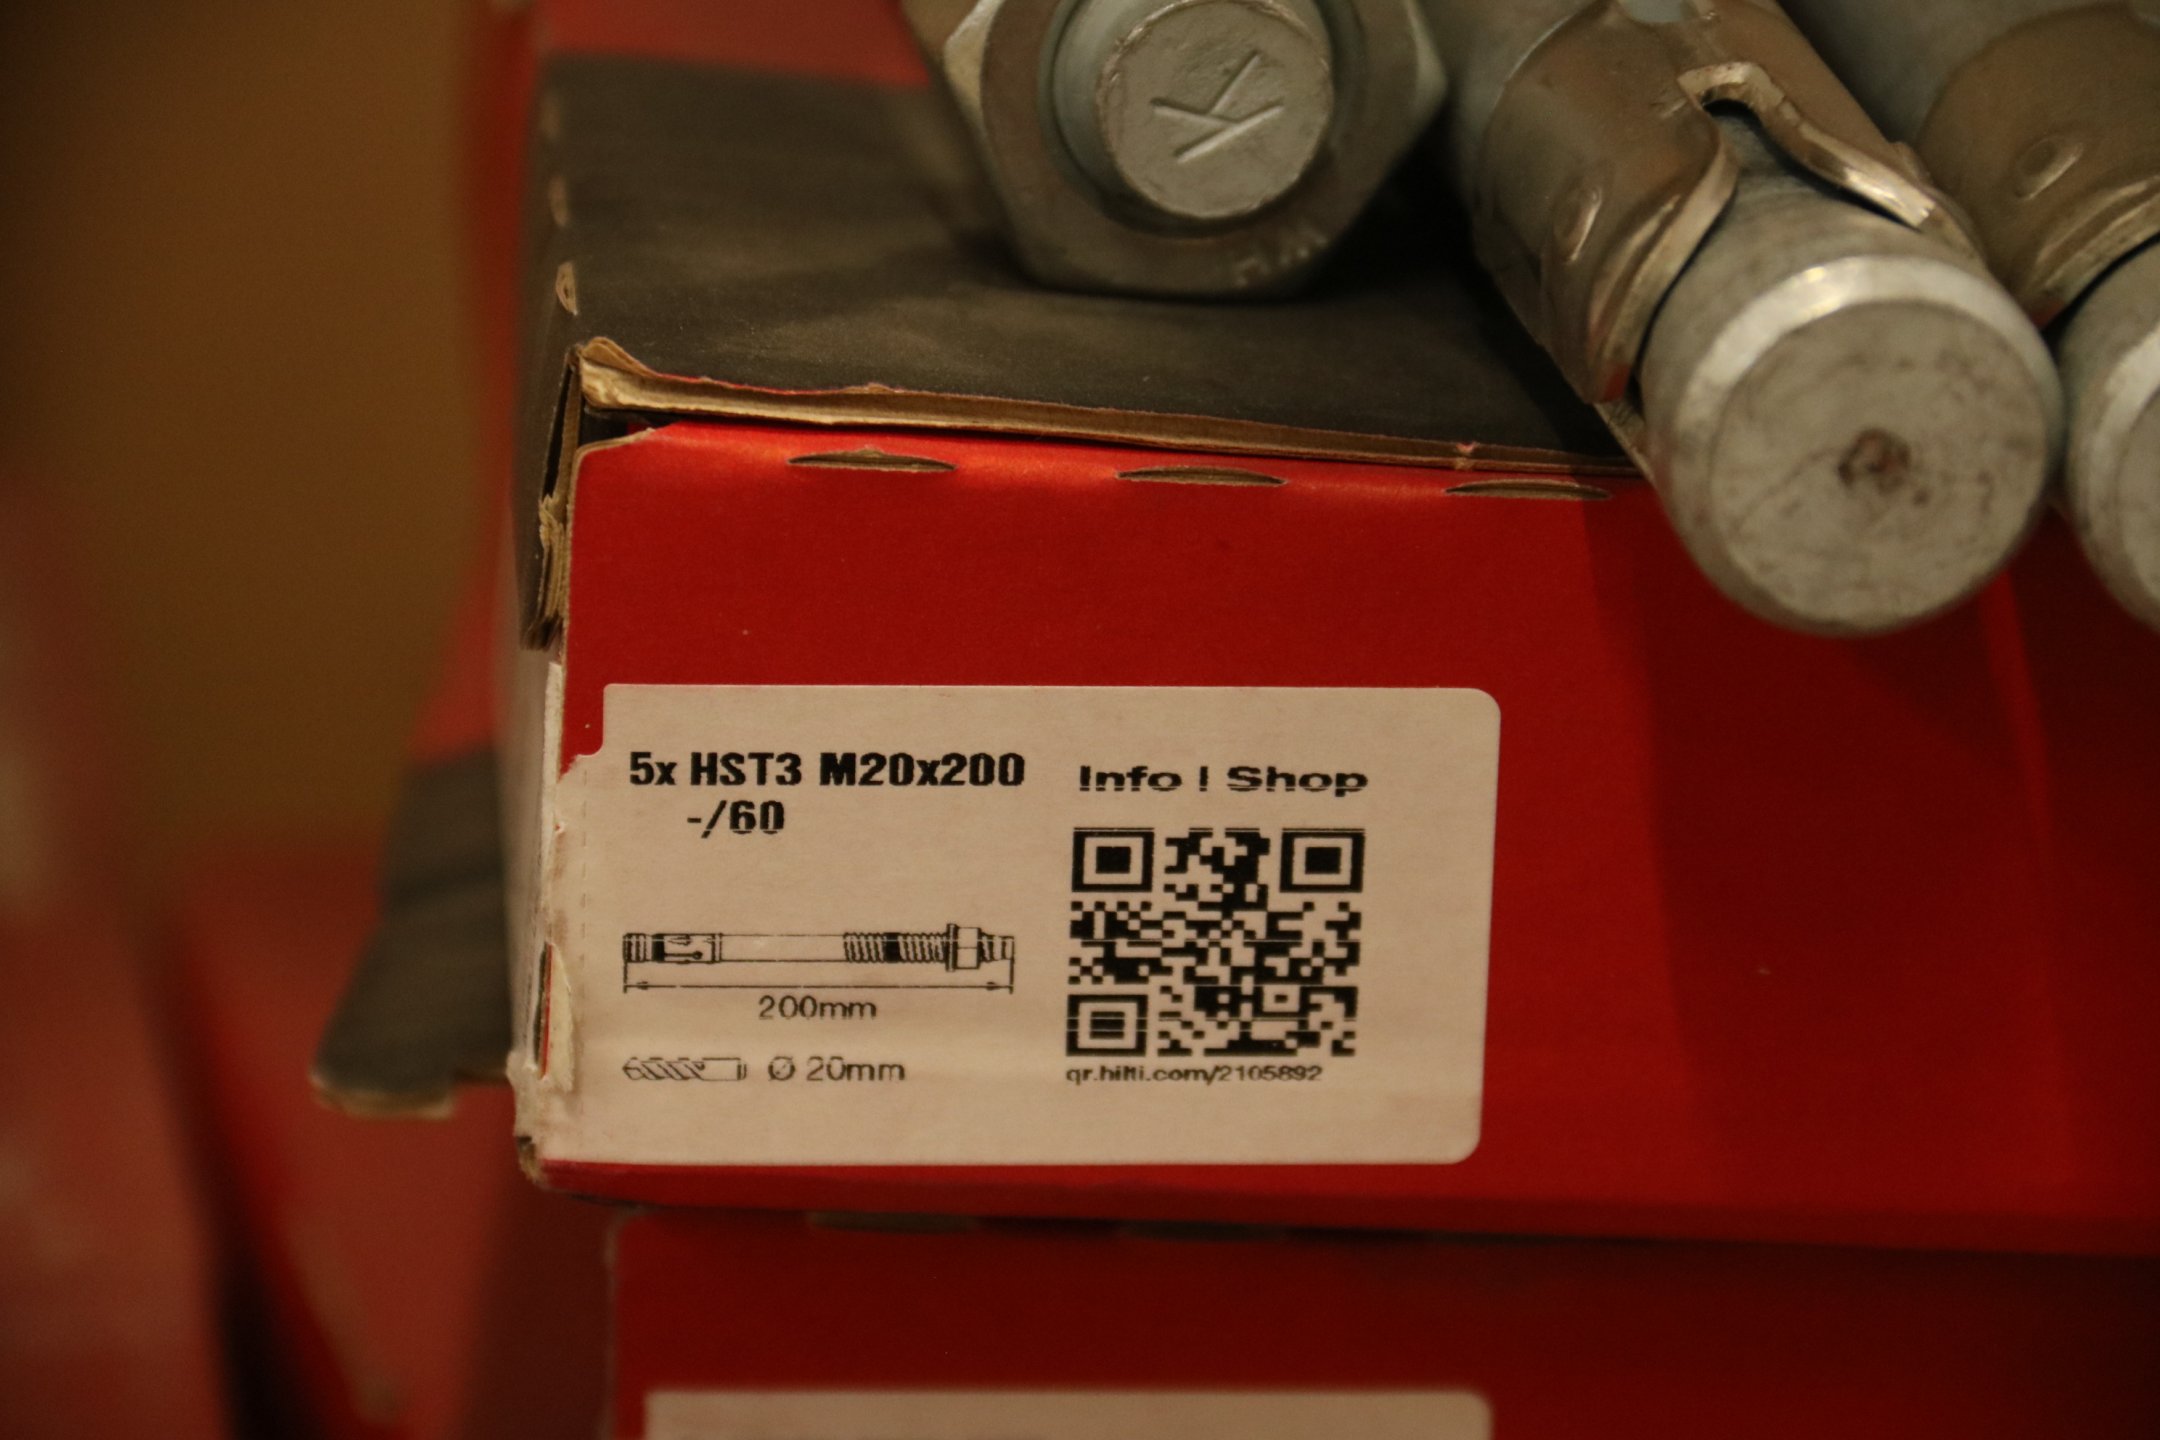 K
5x HST3 M20x200
-/60
Info | Shop
200mm
Ø 20mm
qr.hilti.com/2105892